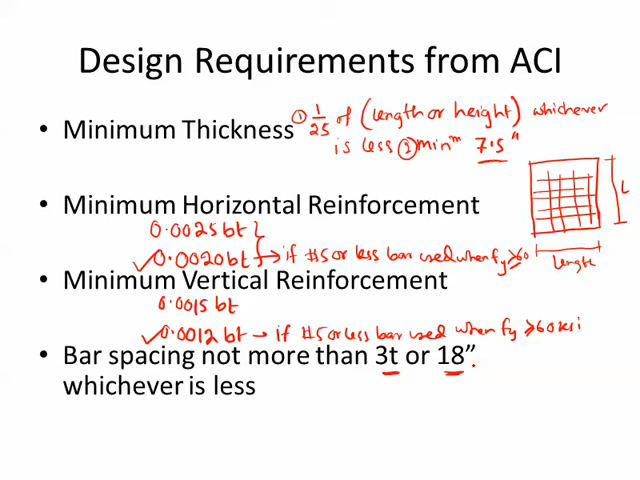 Design Requirements from ACI
• Minimum Thickness ① 1/25 of (length or height) whichever
is less ② minᵐ 7.5"
• Minimum Horizontal Reinforcement
0.0025 bt
0.0020 bt → if #5 or less bar used when fy ≥ 60
L
length
• Minimum Vertical Reinforcement
0.0015 bt
0.0012 bt → if #5 or less bar used when fy ≥ 60 ksi
• Bar spacing not more than 3t or 18”.
whichever is less